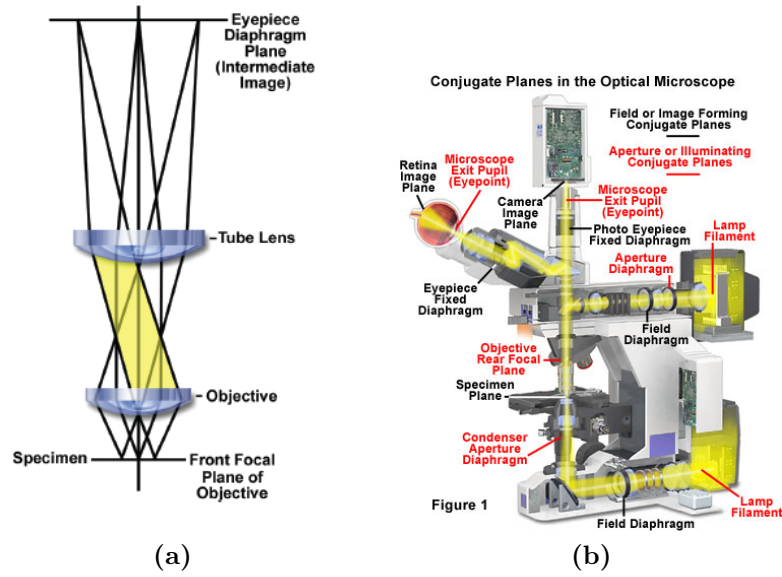 Eyepiece
Diaphragm
Plane
(Intermediate
Image)
Tube Lens
Objective
Specimen
Front Focal
Plane of
Objective
(a)
Conjugate Planes in the Optical Microscope
Field or Image Forming
Conjugate Planes
Aperture or Illuminating
Conjugate Planes
Retina
Image
Plane
Microscope
Exit Pupil
(Eyepoint)
Camera
Image
Plane
Microscope
Exit Pupil
(Eyepoint)
Photo Eyepiece
Fixed Diaphragm
Lamp
Filament
Aperture
Diaphragm
Eyepiece
Fixed
Diaphragm
Field
Diaphragm
Objective
Rear Focal
Plane
Specimen
Plane
Condenser
Aperture
Diaphragm
Figure 1
Field Diaphragm
Lamp
Filament
(b)